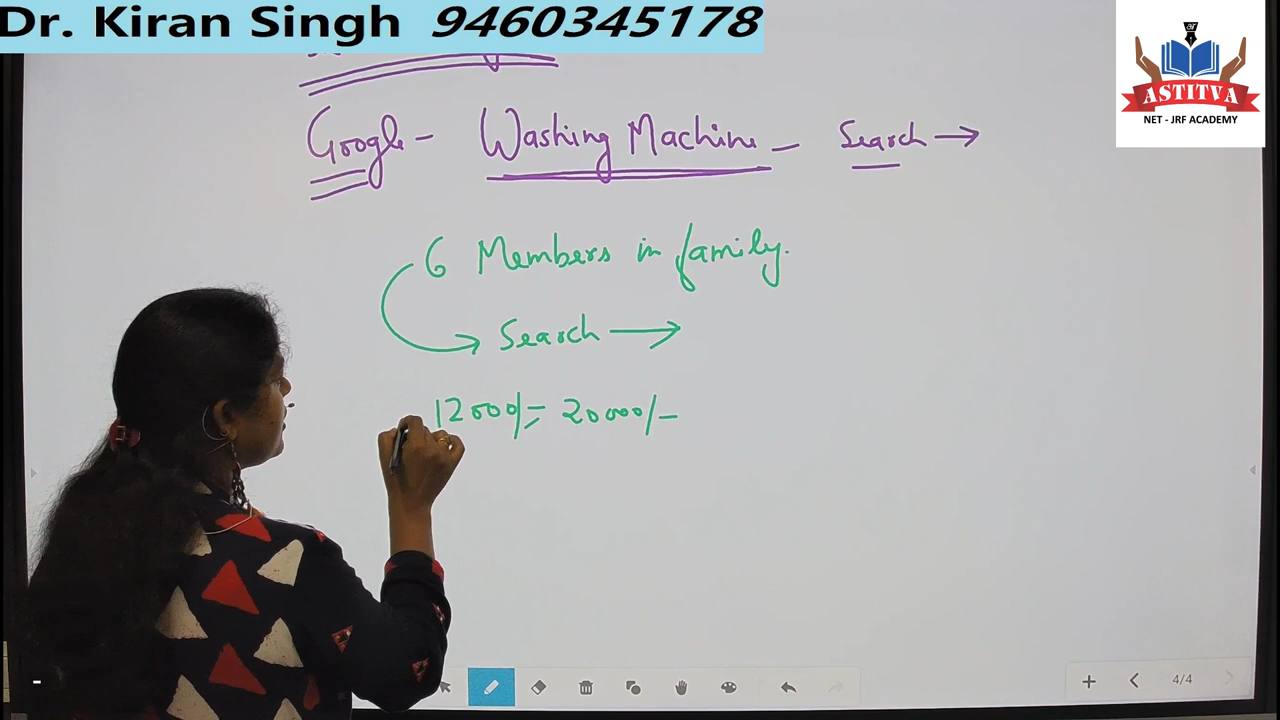 Dr. Kiran Singh 9460345178
ASTITVA
NET - JRF ACADEMY
Google - Washing Machine - Search →
6 Members in family.
Search →
12000/= 20000/-
4/4